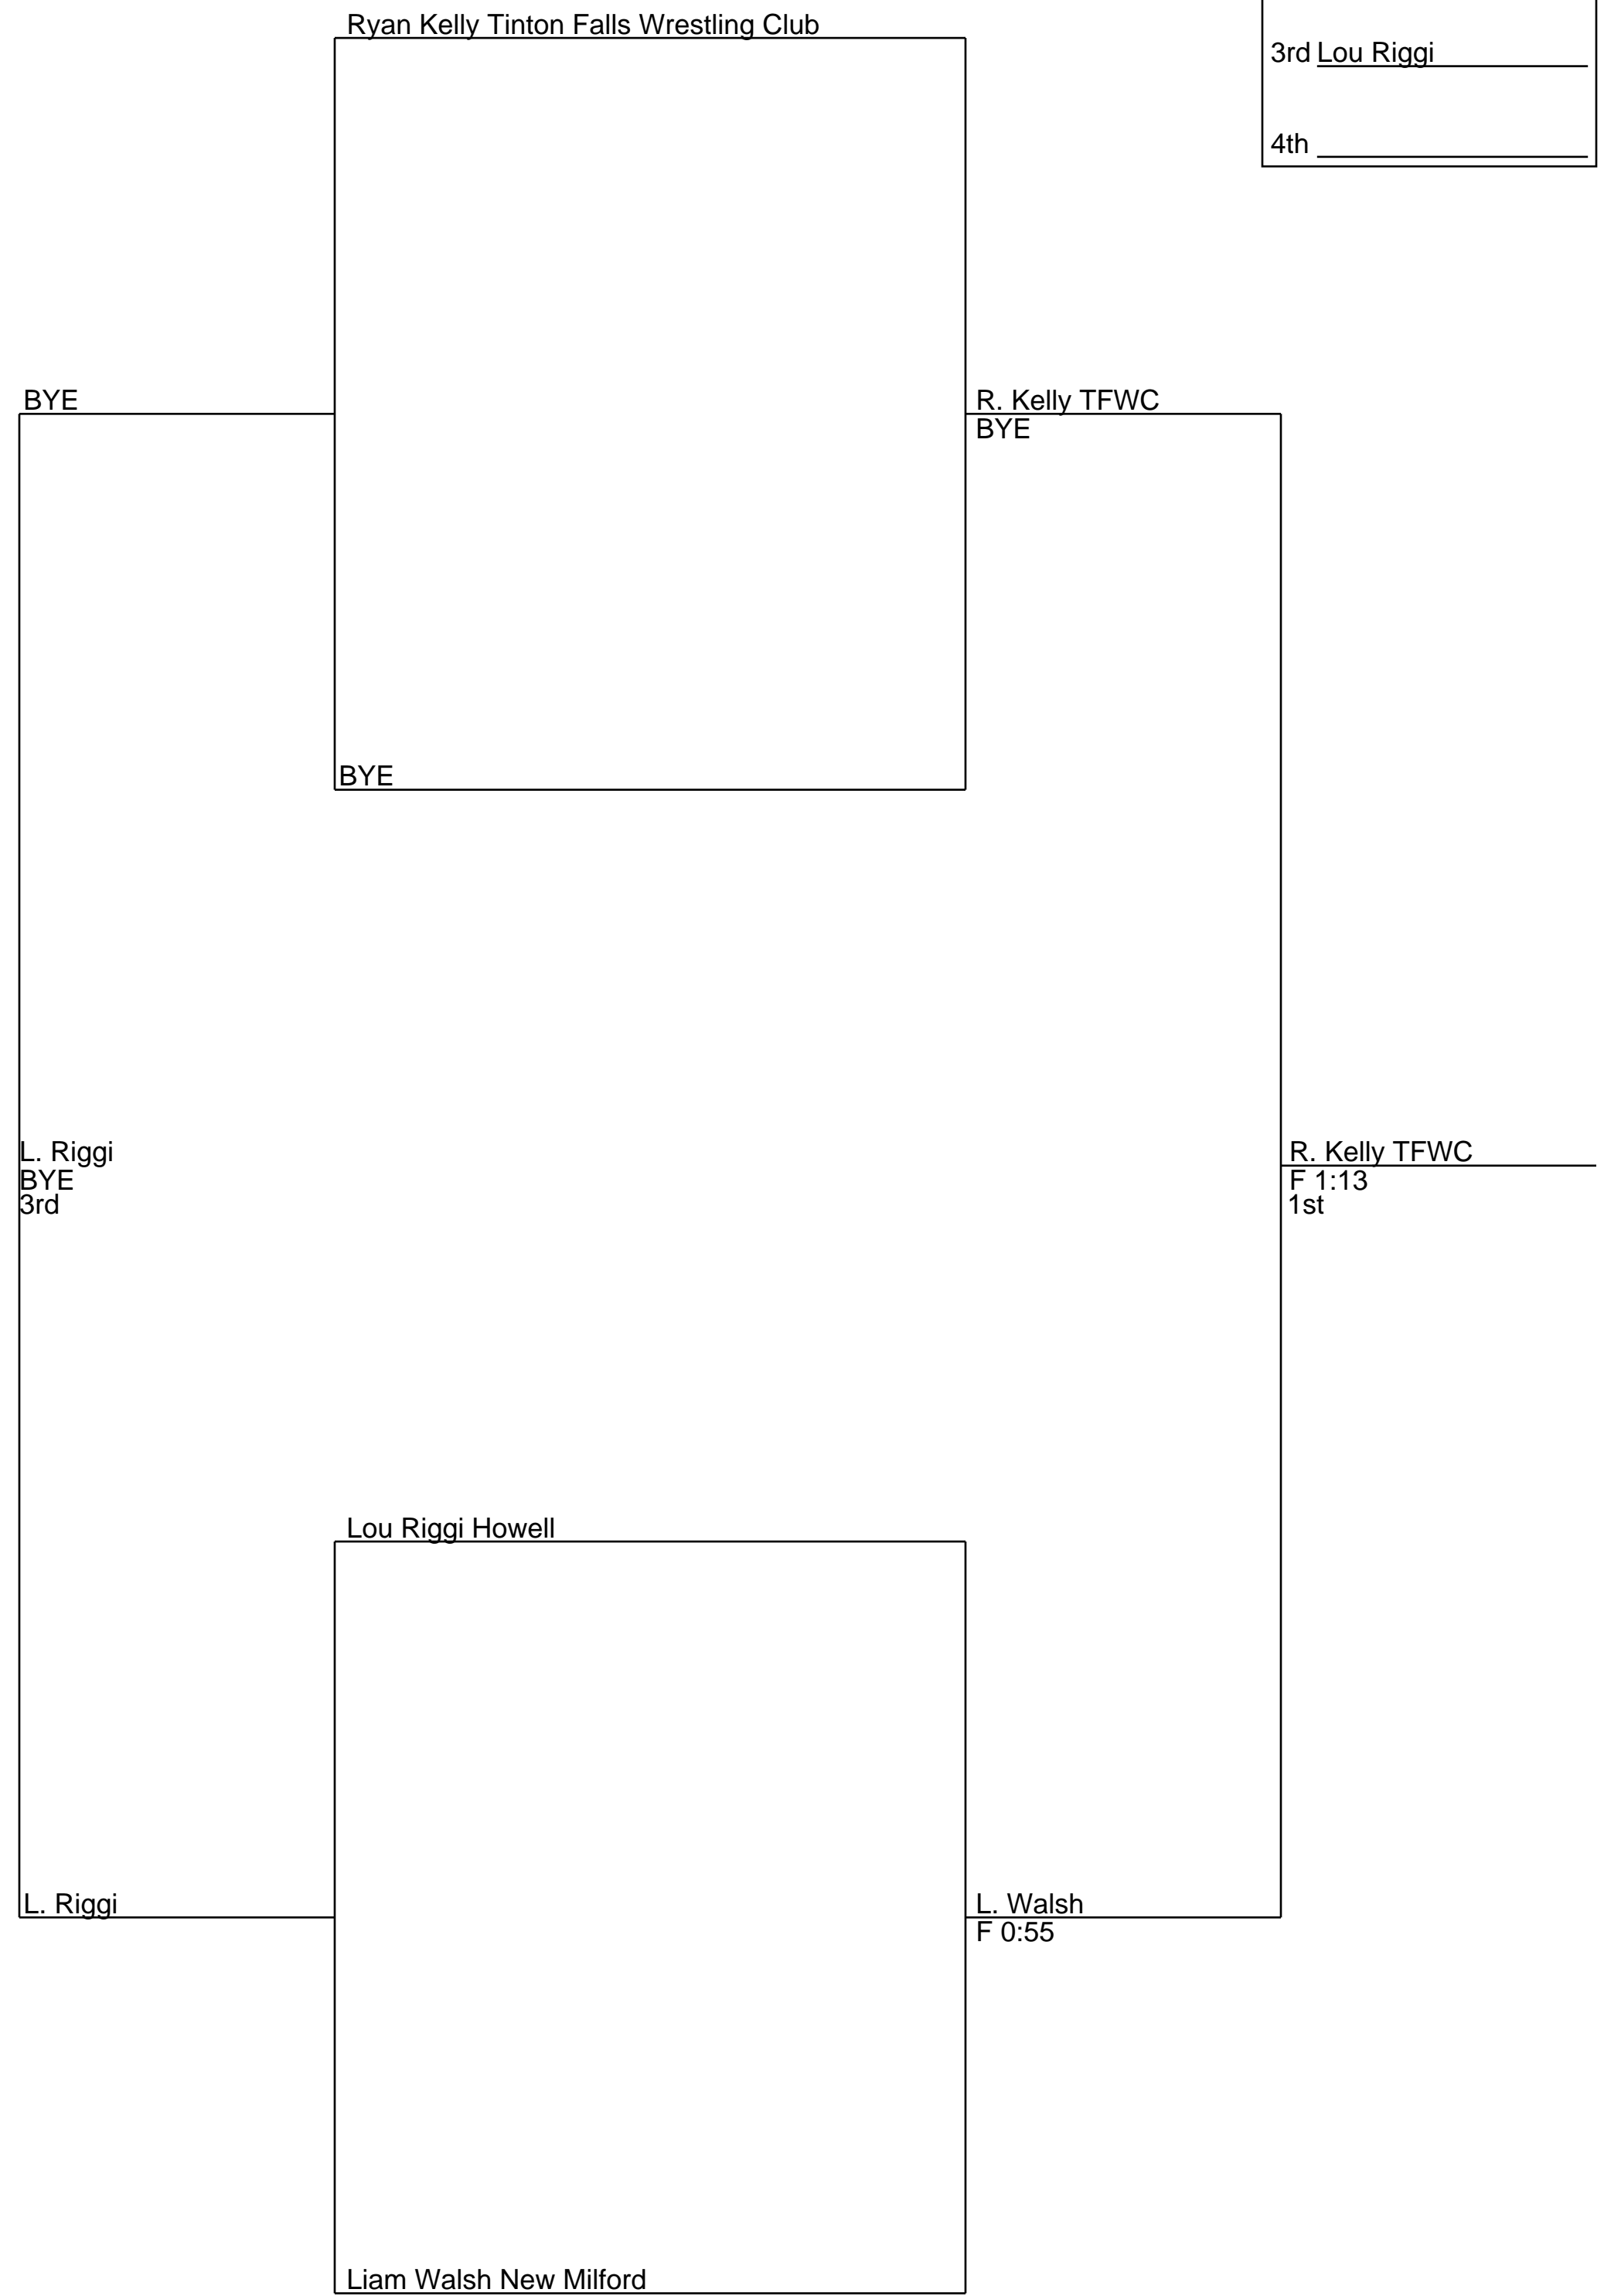 Ryan Kelly Tinton Falls Wrestling Club
3rd Lou Riggi
4th
BYE
R. Kelly TFWC
BYE
BYE
L. Riggi
BYE
3rd
R. Kelly TFWC
F 1:13
1st
Lou Riggi Howell
L. Riggi
L. Walsh
F 0:55
Liam Walsh New Milford